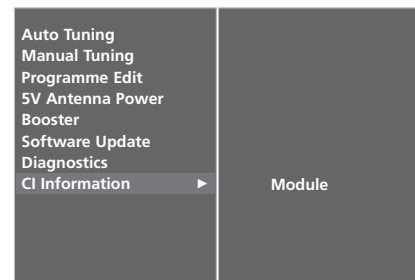 Auto Tuning
Manual Tuning
Programme Edit
5V Antenna Power
Booster
Software Update
Diagnostics
CI Information ►
Module